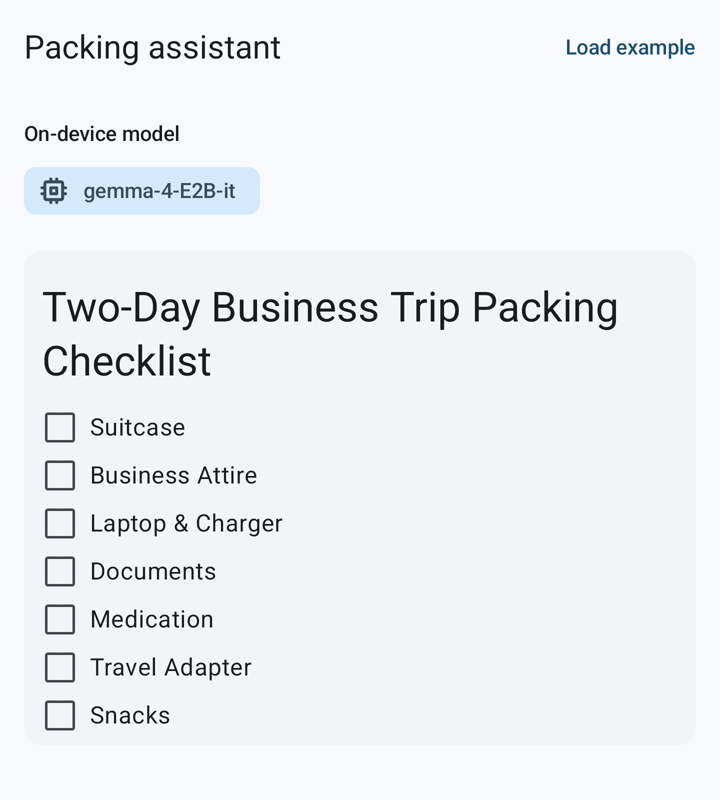 Packing assistant
Load example
On-device model
gemma-4-E2B-it
Two-Day Business Trip Packing
Checklist
Suitcase
Business Attire
Laptop & Charger
Documents
Medication
Travel Adapter
Snacks